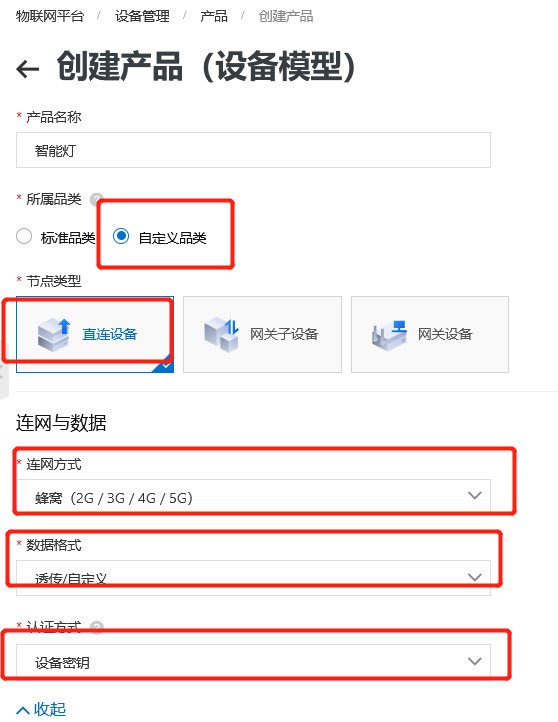 物联网平台 / 设备管理 / 产品 / 创建产品
← 创建产品（设备模型）
* 产品名称
智能灯
* 所属品类 ?
标准品类 自定义品类
* 节点类型
直连设备 网关子设备 网关设备
连网与数据
* 连网方式
蜂窝（2G / 3G / 4G / 5G）
* 数据格式
透传/自定义
* 认证方式 ?
设备密钥
收起